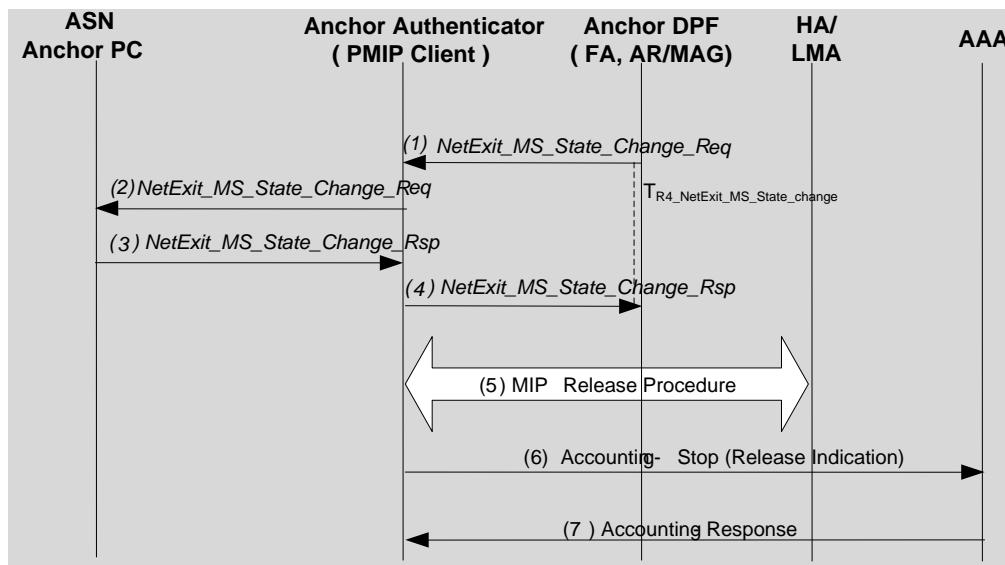 ASN
Anchor PC
Anchor Authenticator
( PMIP Client )
Anchor DPF
( FA, AR/MAG)
HA/
LMA
AAA
(1) NetExit_MS_State_Change_Req
(2) NetExit_MS_State_Change_Req
TR4_NetExit_MS_State_change
(3) NetExit_MS_State_Change_Rsp
(4) NetExit_MS_State_Change_Rsp
(5) MIP Release Procedure
(6) Accounting- Stop (Release Indication)
(7 ) Accounting-Response